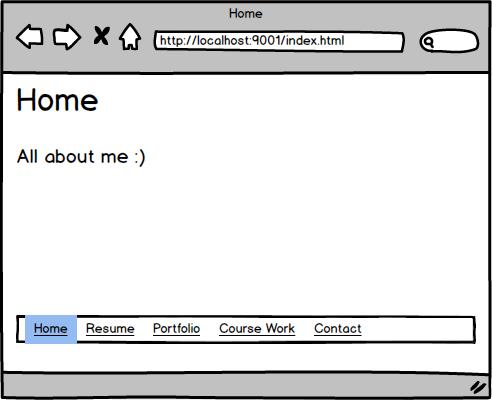 Home
http://localhost:9001/index.html
Home
All about me :)
Home Resume Portfolio Course Work Contact